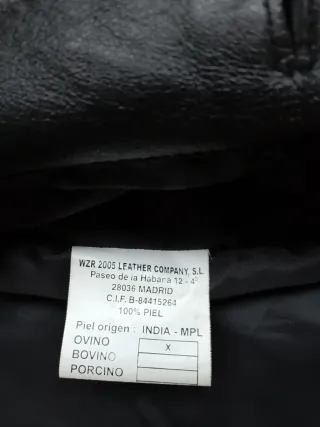 WZR 2005 LEATHER COMPANY, S.L.
Paseo de la Habana 12 - 4º
28036 MADRID
C.I.F. B-84415264
100% PIEL
Piel origen : INDIA - MPL
OVINO X
BOVINO
PORCINO